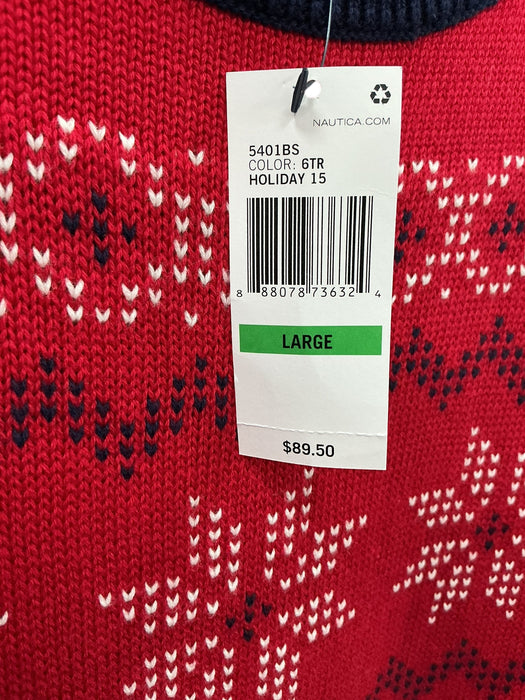 NAUTICA.COM
5401BS
COLOR: 6TR
HOLIDAY 15
8 88078 73632 4
LARGE
$89.50